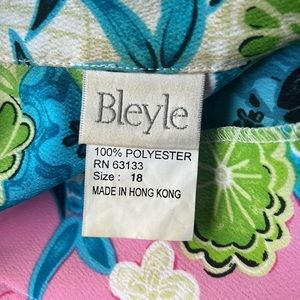 Bleyle
100% POLYESTER
RN 63133
Size : 18
MADE IN HONG KONG